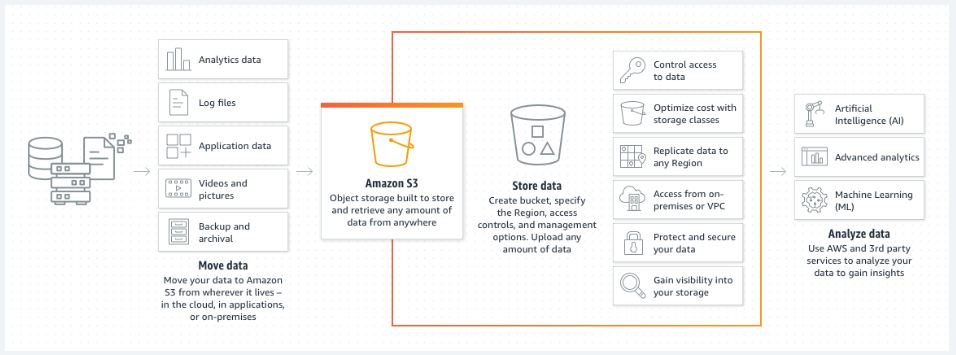 Analytics data
Log files
Application data
Videos and
pictures
Backup and
archival
Move data
Move your data to Amazon
S3 from wherever it lives –
in the cloud, in applications,
or on-premises
Amazon S3
Object storage built to store
and retrieve any amount of
data from anywhere
Store data
Create bucket, specify
the Region, access
controls, and management
options. Upload any
amount of data
Control access
to data
Optimize cost with
storage classes
Replicate data to
any Region
Access from on-
premises or VPC
Protect and secure
your data
Gain visibility into
your storage
Artificial
Intelligence (AI)
Advanced analytics
Machine Learning
(ML)
Analyze data
Use AWS and 3rd party
services to analyze your
data to gain insights